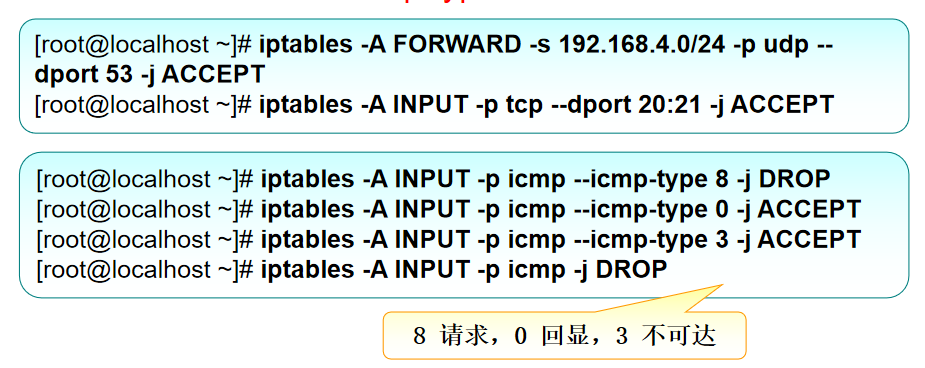 [root@localhost ~]# iptables -A FORWARD -s 192.168.4.0/24 -p udp --
dport 53 -j ACCEPT
[root@localhost ~]# iptables -A INPUT -p tcp --dport 20:21 -j ACCEPT
[root@localhost ~]# iptables -A INPUT -p icmp --icmp-type 8 -j DROP
[root@localhost ~]# iptables -A INPUT -p icmp --icmp-type 0 -j ACCEPT
[root@localhost ~]# iptables -A INPUT -p icmp --icmp-type 3 -j ACCEPT
[root@localhost ~]# iptables -A INPUT -p icmp -j DROP
8 请求，0 回显，3 不可达